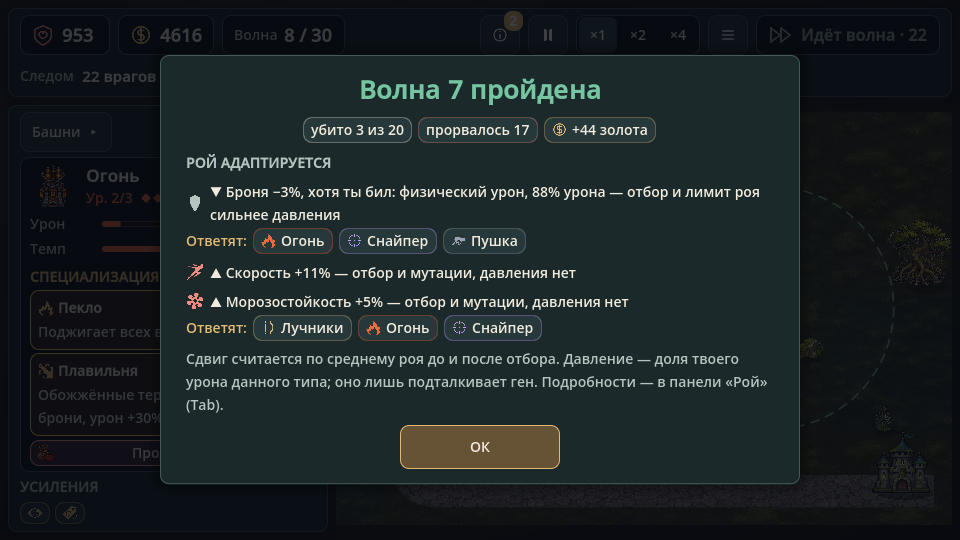 953
4616
Волна 8 / 30
2
×1
×2
×4
Идёт волна · 22
Следом 22 врагов
Башни
Огонь
Ур. 2/3
Урон
Темп
СПЕЦИАЛИЗАЦИЯ
Пекло
Поджигает всех в
Плавильня
Обожжённые тер
брони, урон +30%
Про
УСИЛЕНИЯ
Волна 7 пройдена
убито 3 из 20
прорвалось 17
+44 золота
РОЙ АДАПТИРУЕТСЯ
▼ Броня −3%, хотя ты бил: физический урон, 88% урона — отбор и лимит роя
сильнее давления
Ответят: Огонь Снайпер Пушка
▲ Скорость +11% — отбор и мутации, давления нет
▲ Морозостойкость +5% — отбор и мутации, давления нет
Ответят: Лучники Огонь Снайпер
Сдвиг считается по среднему роя до и после отбора. Давление — доля твоего
урона данного типа; оно лишь подталкивает ген. Подробности — в панели «Рой»
(Tab).
ОК